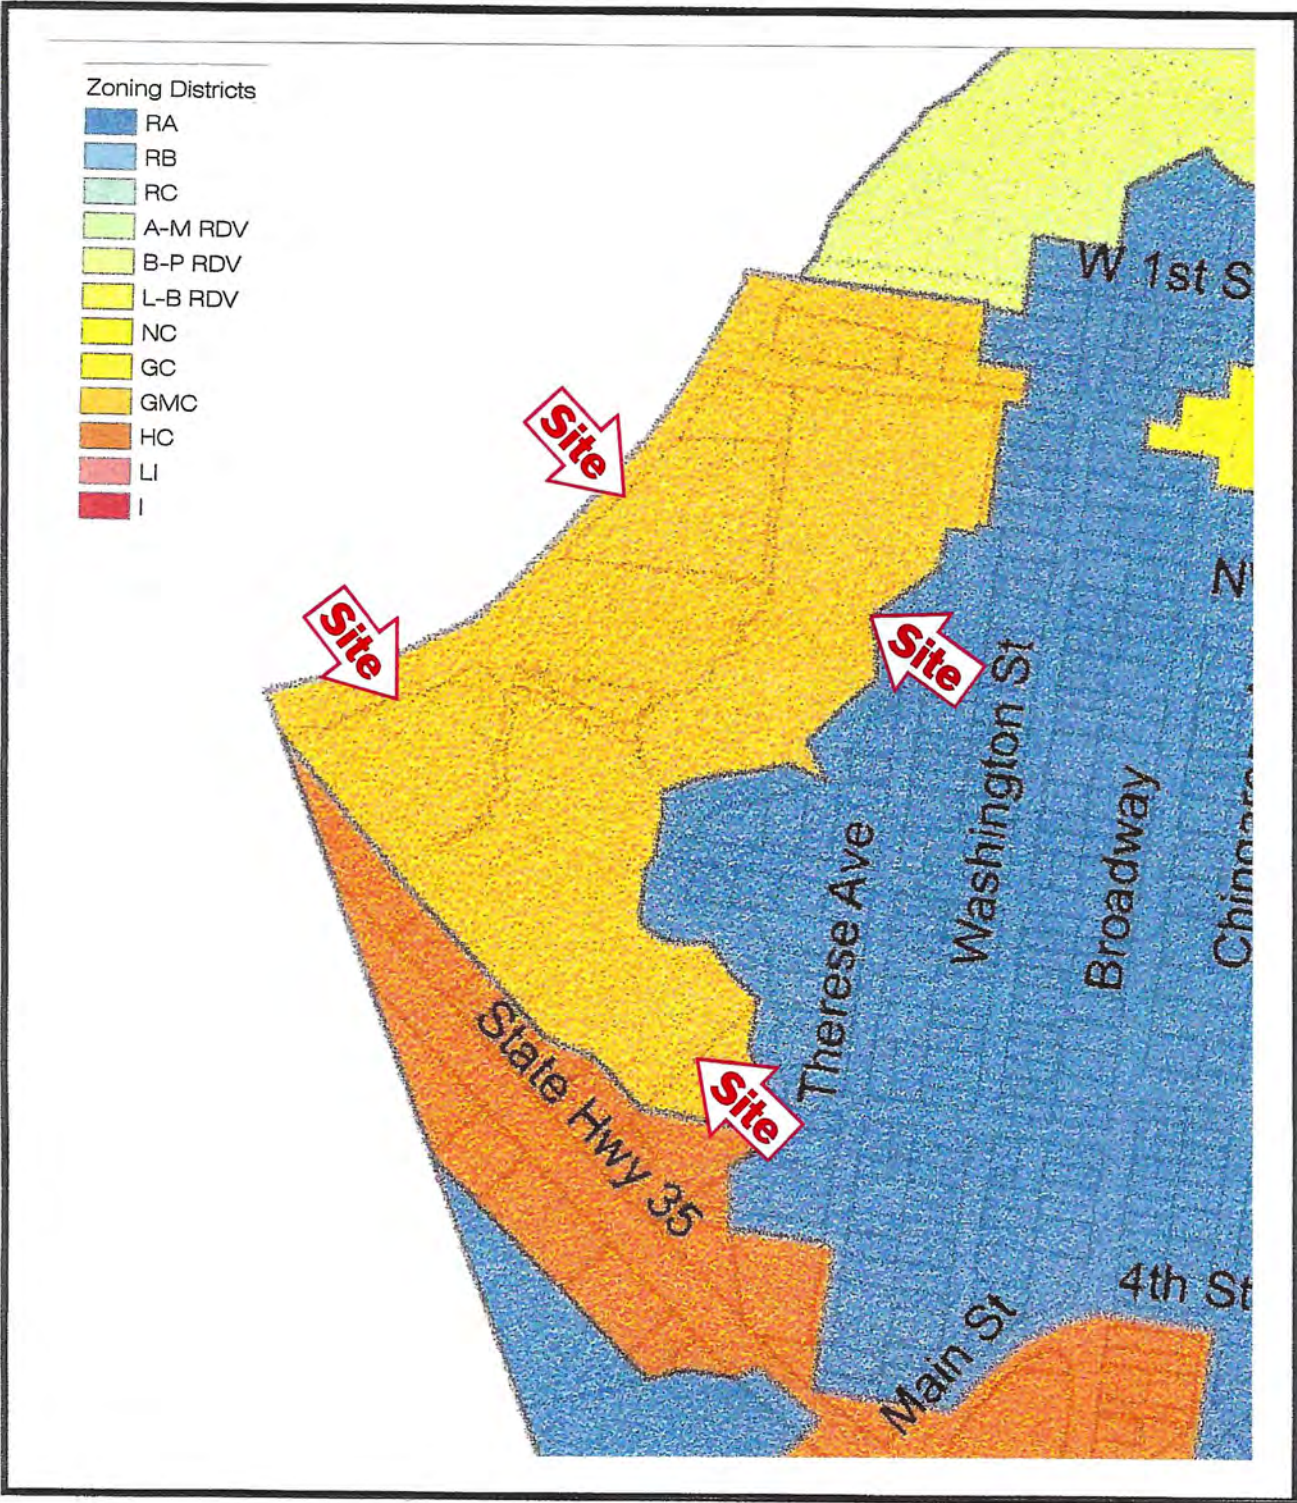 Zoning Districts
RA
RB
RC
A-M RDV
B-P RDV
L-B RDV
NC
GC
GMC
HC
LI
I
W 1st S
Site
Site
Site
Washington St
Therese Ave
Broadway
State Hwy 35
Site
4th St
Main St